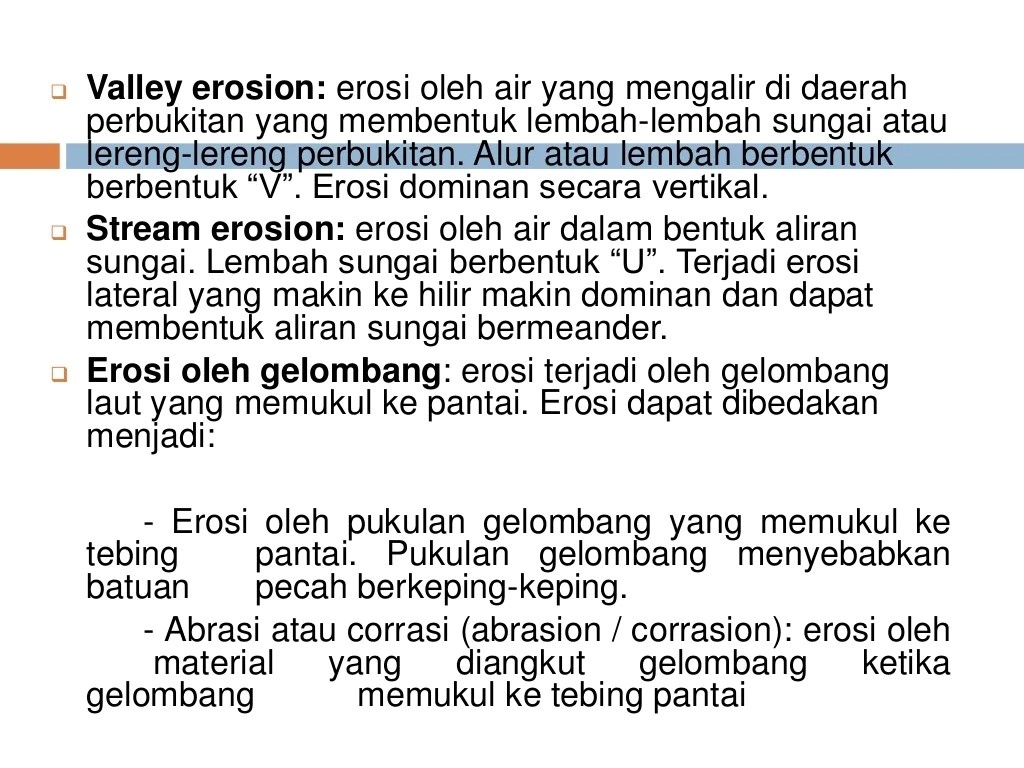 Valley erosion: erosi oleh air yang mengalir di daerah
perbukitan yang membentuk lembah-lembah sungai atau
lereng-lereng perbukitan. Alur atau lembah berbentuk
berbentuk “V”. Erosi dominan secara vertikal.
Stream erosion: erosi oleh air dalam bentuk aliran
sungai. Lembah sungai berbentuk “U”. Terjadi erosi
lateral yang makin ke hilir makin dominan dan dapat
membentuk aliran sungai bermeander.
Erosi oleh gelombang: erosi terjadi oleh gelombang
laut yang memukul ke pantai. Erosi dapat dibedakan
menjadi:
- Erosi oleh pukulan gelombang yang memukul ke
tebing pantai. Pukulan gelombang menyebabkan
batuan pecah berkeping-keping.
- Abrasi atau corrasi (abrasion / corrasion): erosi oleh
material yang diangkut gelombang ketika
gelombang memukul ke tebing pantai